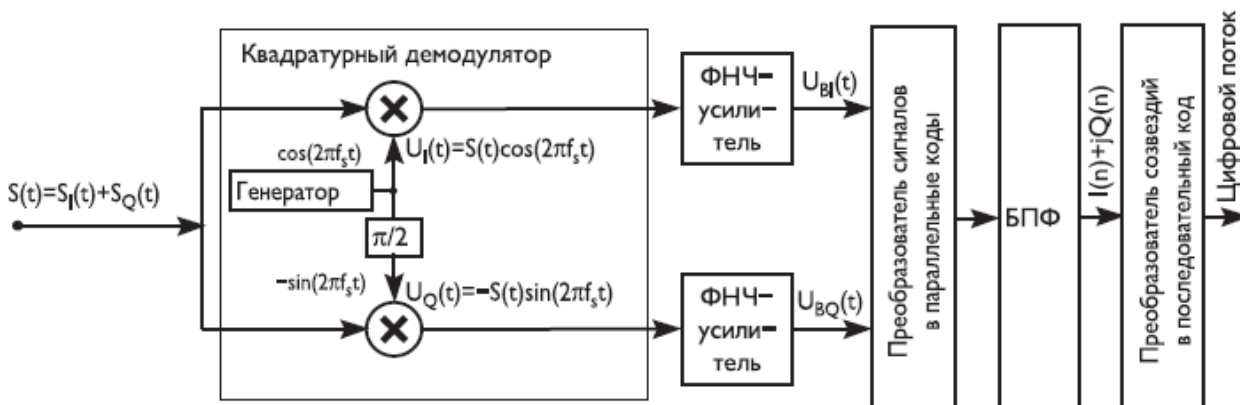 Квадратурный демодулятор
S(t)=S_I(t)+S_Q(t)
cos(2πf_st)
Генератор
π/2
−sin(2πf_st)
U_I(t)=S(t)cos(2πf_st)
U_Q(t)=−S(t)sin(2πf_st)
ФНЧ−
усили−
тель
U_BI(t)
ФНЧ−
усили−
тель
U_BQ(t)
Преобразователь сигналов
в параллельные коды
БПФ
I(n)+jQ(n)
Преобразователь созвездий
в последовательный код
Цифровой поток